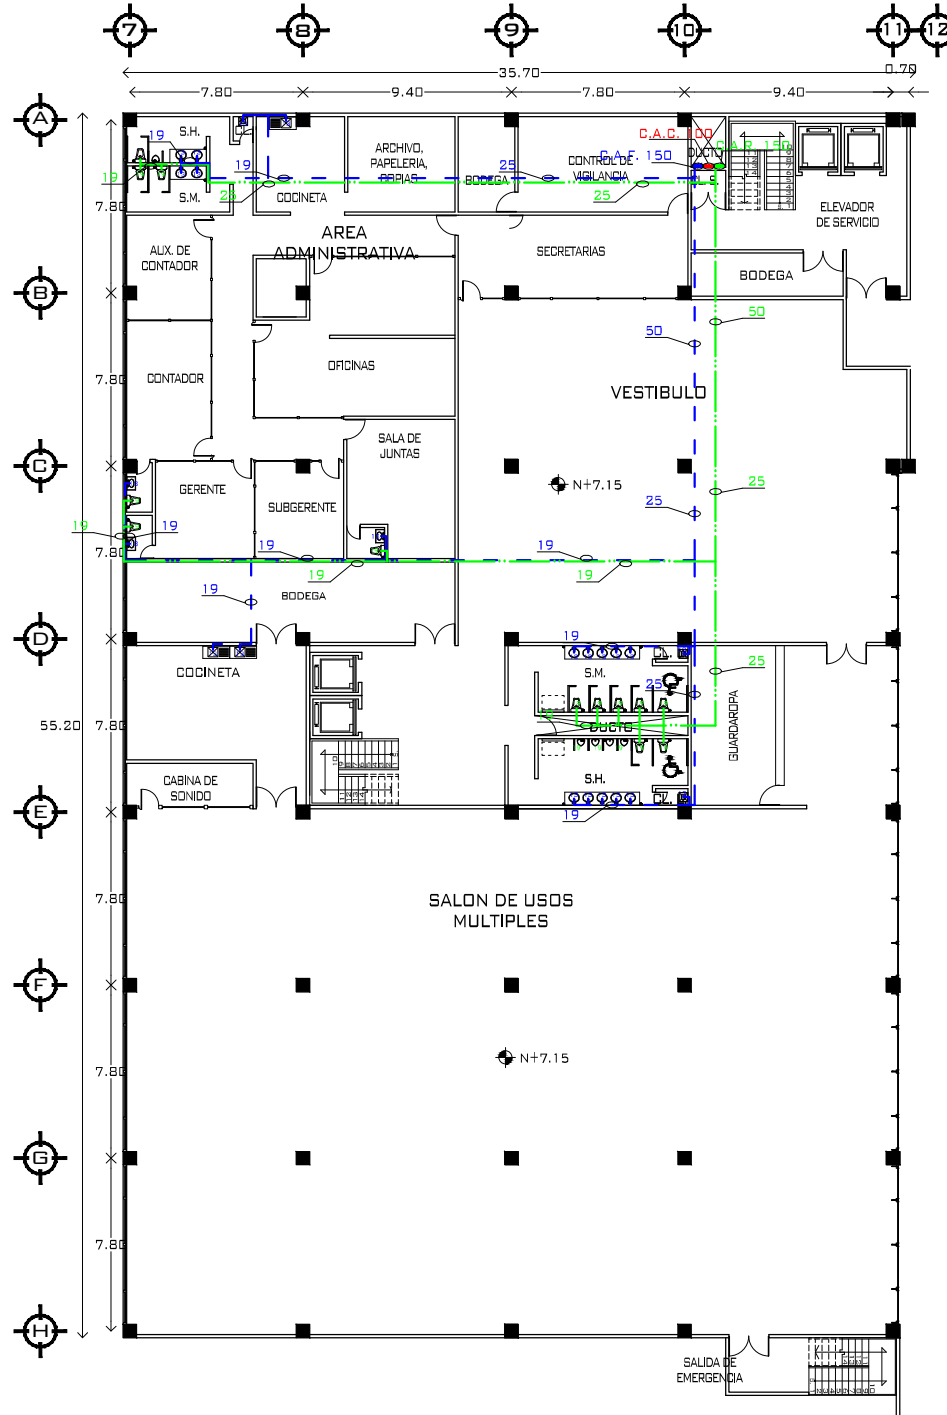 7
8
9
10
11
12
35.70
0.70
7.80
9.40
7.80
9.40
A
S.H.
19
C.A.C. 100
C.A.R. 150
ARCHIVO,
PAPELERIA,
COPIAS
C.A.F. 150
DUCTO
CONTROL DE
VIGILANCIA
19
25
19
25
25
S.M.
COCINETA
BODEGA
7.80
ELEVADOR
DE SERVICIO
AREA
ADMINISTRATIVA
AUX. DE
CONTADOR
SECRETARIAS
BODEGA
B
50
50
7.80
CONTADOR
OFICINAS
VESTIBULO
SALA DE
JUNTAS
C
GERENTE
SUBGERENTE
N+7.15
25
25
19
19
19
19
7.80
19
19
19
BODEGA
D
19
COCINETA
S.M.
25
25
GUARDAROPA
55.20
7.80
DUCTO
CABINA DE
SONIDO
S.H.
E
19
7.80
SALON DE USOS
MULTIPLES
F
N+7.15
7.80
G
7.80
H
SALIDA DE
EMERGENCIA